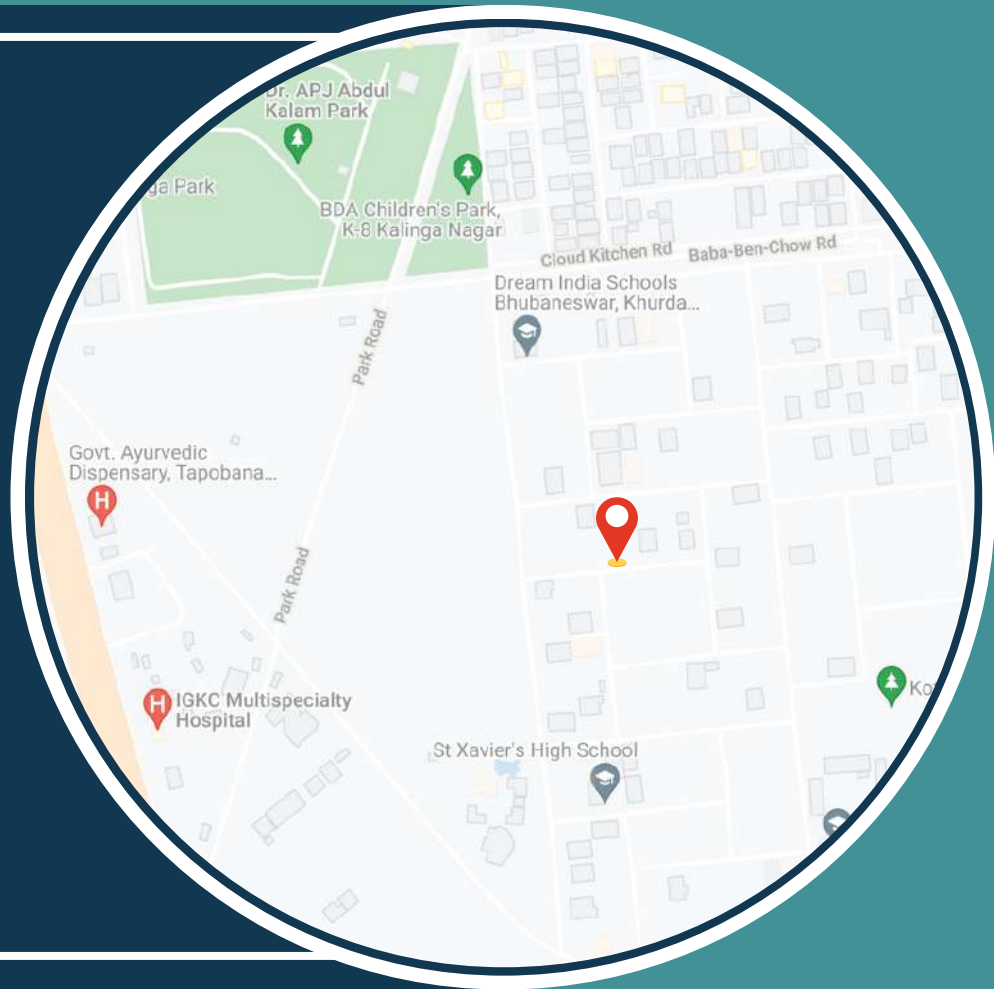 Dr. APJ Abdul
Kalam Park
ga Park
BDA Children's Park,
K-8 Kalinga Nagar
Cloud Kitchen Rd
Baba-Ben-Chow Rd
Dream India Schools
Bhubaneswar, Khurda...
Park Road
Govt. Ayurvedic
Dispensary, Tapobana...
H
Park Road
H
IGKC Multispecialty
Hospital
Ko
St Xavier's High School